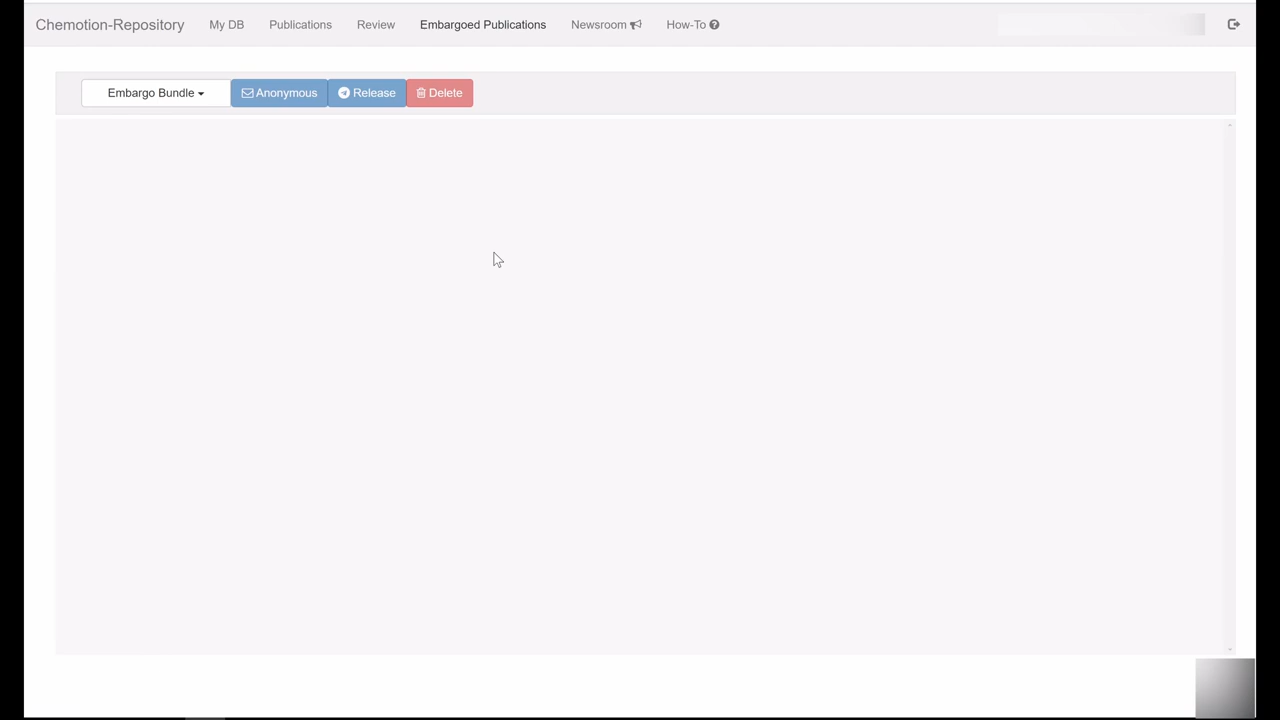 Chemotion-Repository My DB Publications Review Embargoed Publications Newsroom How-To
Embargo Bundle Anonymous Release Delete